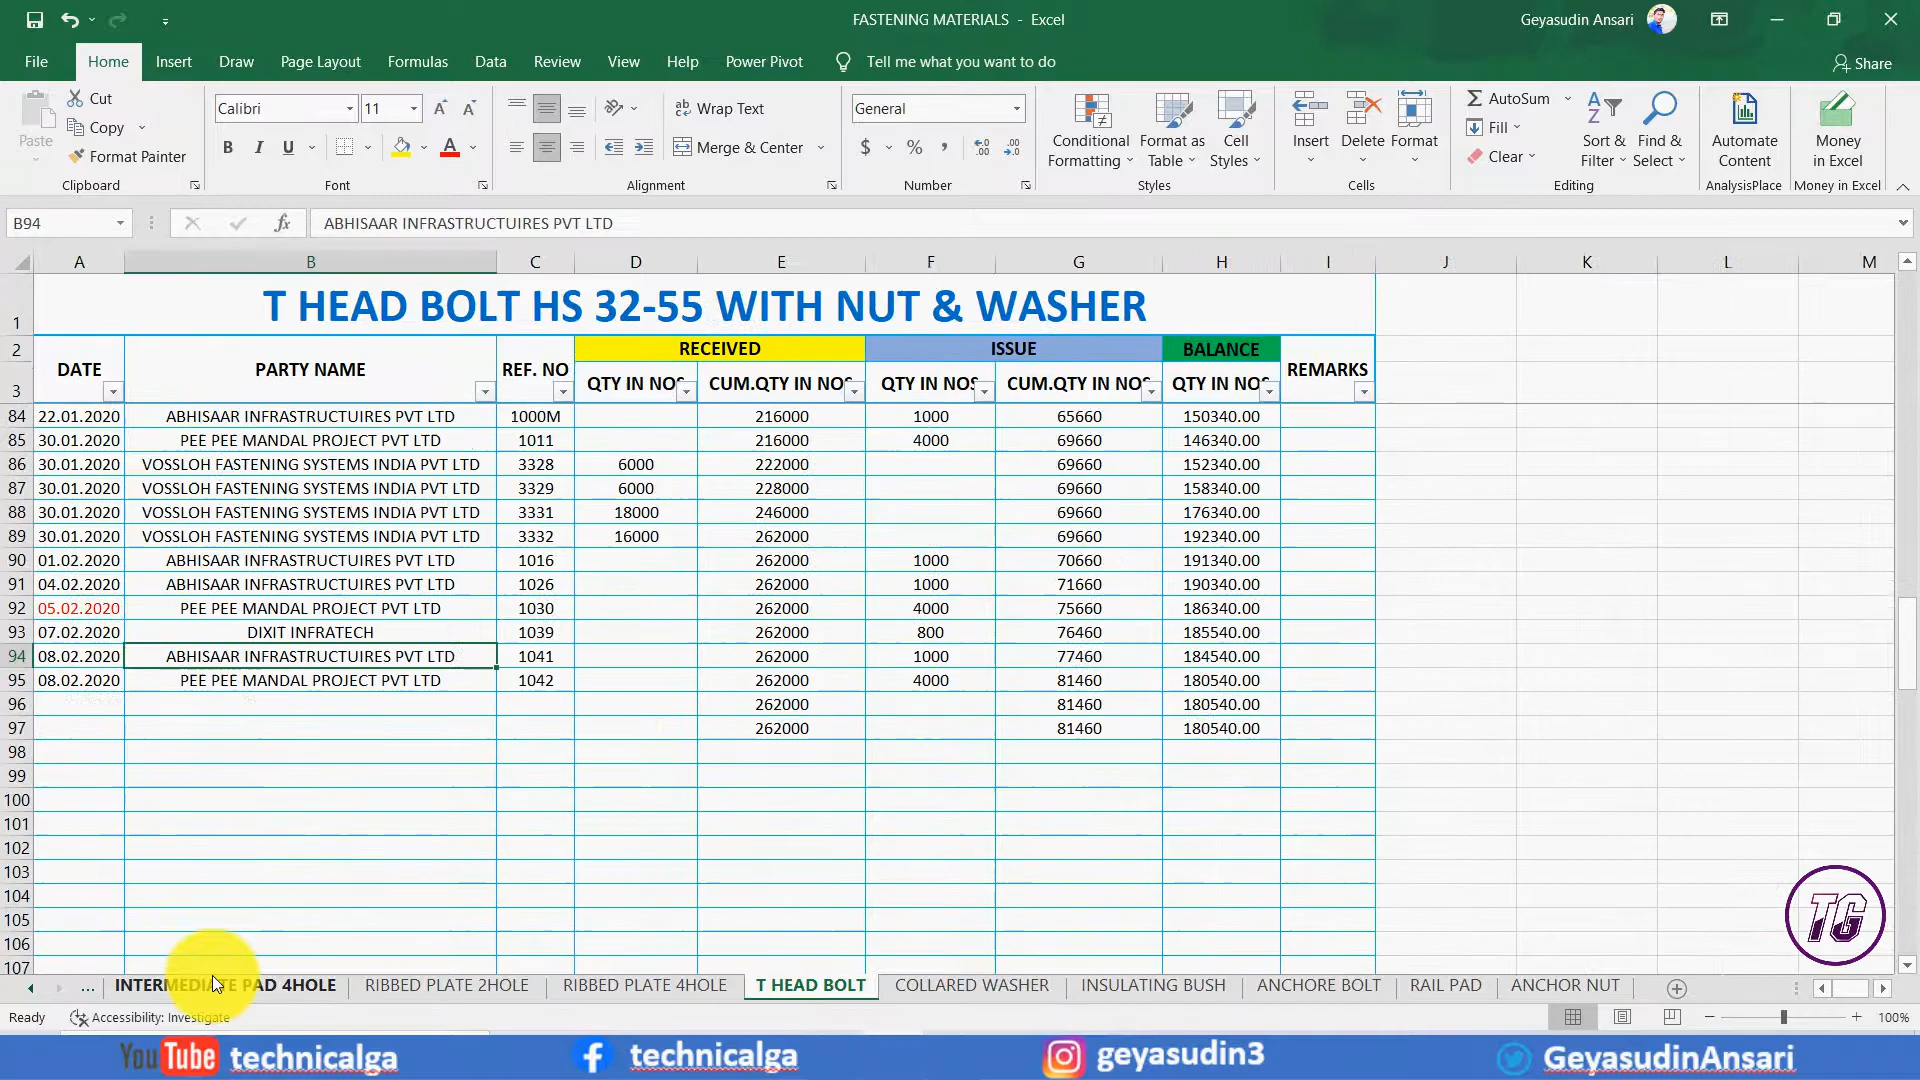 FASTENING MATERIALS - Excel
Geyasudin Ansari
File Home Insert Draw Page Layout Formulas Data Review View Help Power Pivot Tell me what you want to do Share
Paste
Cut
Copy
Format Painter
Clipboard
Calibri 11
B I U A
Font
Wrap Text
Merge & Center
Alignment
General
$ % ,
Number
Conditional Formatting
Format as Table
Cell Styles
Styles
Insert Delete Format
Cells
AutoSum
Fill
Clear
Sort & Filter
Find & Select
Editing
Automate Content
AnalysisPlace
Money in Excel
Money in Excel
B94 fx ABHISAAR INFRASTRUCTUIRES PVT LTD
A B C D E F G H I J K L M
1 T HEAD BOLT HS 32-55 WITH NUT & WASHER
2 DATE PARTY NAME REF. NO RECEIVED ISSUE BALANCE REMARKS
3 QTY IN NOS CUM.QTY IN NOS QTY IN NOS CUM.QTY IN NOS QTY IN NOS
84 22.01.2020 ABHISAAR INFRASTRUCTUIRES PVT LTD 1000M 216000 1000 65660 150340.00
85 30.01.2020 PEE PEE MANDAL PROJECT PVT LTD 1011 216000 4000 69660 146340.00
86 30.01.2020 VOSSLOH FASTENING SYSTEMS INDIA PVT LTD 3328 6000 222000 69660 152340.00
87 30.01.2020 VOSSLOH FASTENING SYSTEMS INDIA PVT LTD 3329 6000 228000 69660 158340.00
88 30.01.2020 VOSSLOH FASTENING SYSTEMS INDIA PVT LTD 3331 18000 246000 69660 176340.00
89 30.01.2020 VOSSLOH FASTENING SYSTEMS INDIA PVT LTD 3332 16000 262000 69660 192340.00
90 01.02.2020 ABHISAAR INFRASTRUCTUIRES PVT LTD 1016 262000 1000 70660 191340.00
91 04.02.2020 ABHISAAR INFRASTRUCTUIRES PVT LTD 1026 262000 1000 71660 190340.00
92 05.02.2020 PEE PEE MANDAL PROJECT PVT LTD 1030 262000 4000 75660 186340.00
93 07.02.2020 DIXIT INFRATECH 1039 262000 800 76460 185540.00
94 08.02.2020 ABHISAAR INFRASTRUCTUIRES PVT LTD 1041 262000 1000 77460 184540.00
95 08.02.2020 PEE PEE MANDAL PROJECT PVT LTD 1042 262000 4000 81460 180540.00
96 262000 81460 180540.00
97 262000 81460 180540.00
98
99
100
101
102
103
104
105
106
107
TG
... INTERMEDIATE PAD 4HOLE RIBBED PLATE 2HOLE RIBBED PLATE 4HOLE T HEAD BOLT COLLARED WASHER INSULATING BUSH ANCHORE BOLT RAIL PAD ANCHOR NUT
Ready Accessibility: Investigate 100%
YouTube technicalga technicalga geyasudin3 GeyasudinAnsari